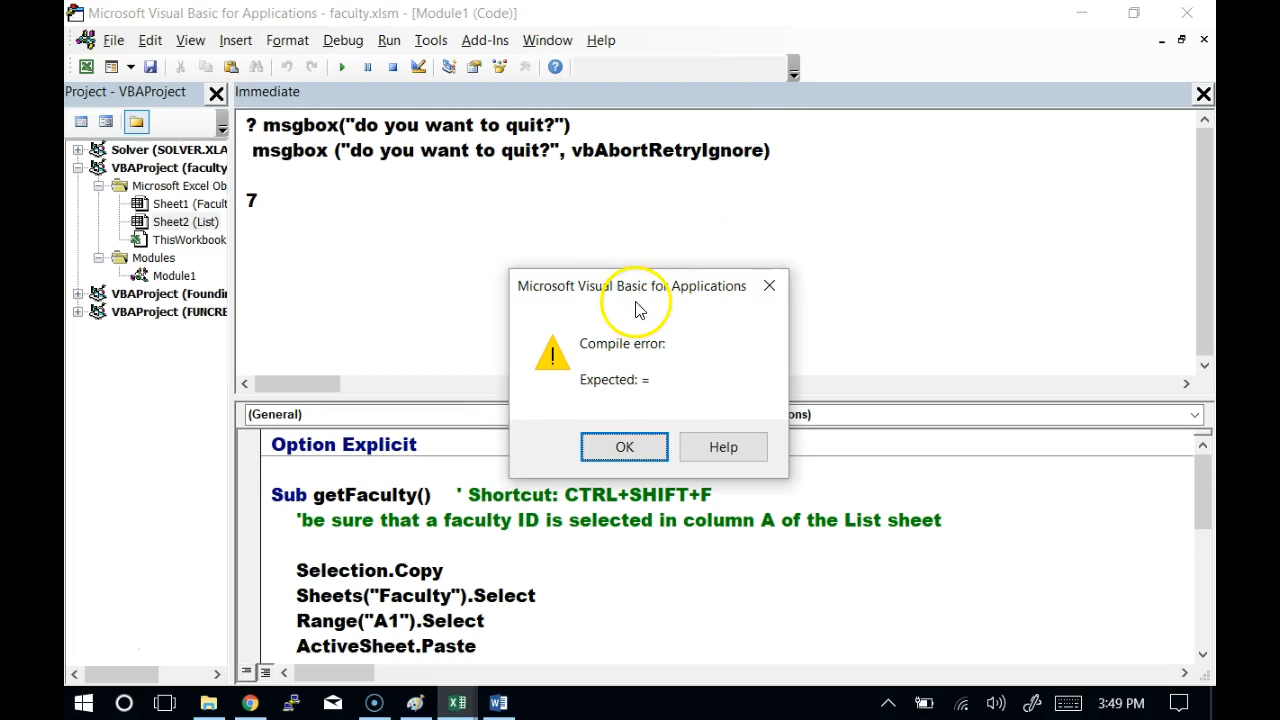 Microsoft Visual Basic for Applications - faculty.xlsm - [Module1 (Code)]
File Edit View Insert Format Debug Run Tools Add-Ins Window Help
Project - VBAProject
Immediate
Solver (SOLVER.XLA
VBAProject (faculty
Microsoft Excel Ob
Sheet1 (Facult
Sheet2 (List)
ThisWorkbook
Modules
Module1
VBAProject (Foundin
VBAProject (FUNCRE
? msgbox("do you want to quit?")
msgbox ("do you want to quit?", vbAbortRetryIgnore)
7
Microsoft Visual Basic for Applications
Compile error:
Expected: =
OK Help
(General)
ons)
Option Explicit
Sub getFaculty() ' Shortcut: CTRL+SHIFT+F
'be sure that a faculty ID is selected in column A of the List sheet
Selection.Copy
Sheets("Faculty").Select
Range("A1").Select
ActiveSheet.Paste
3:49 PM